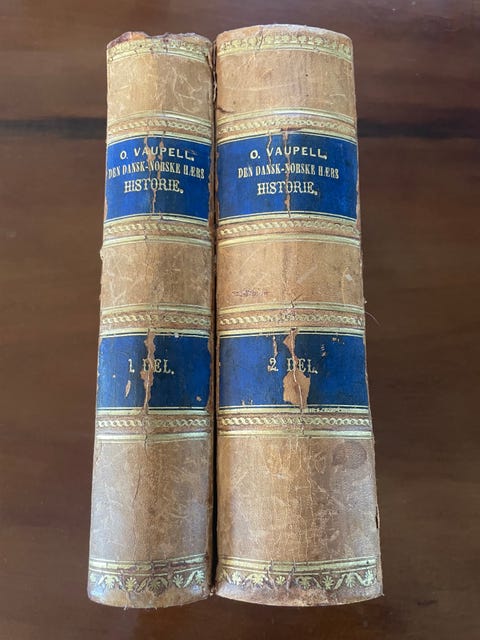 O. VAUPELL.
DEN DANSK-NORSKE HÆRS
HISTORIE.
1. DEL.
O. VAUPELL.
DEN DANSK-NORSKE HÆRS
HISTORIE.
2. DEL.